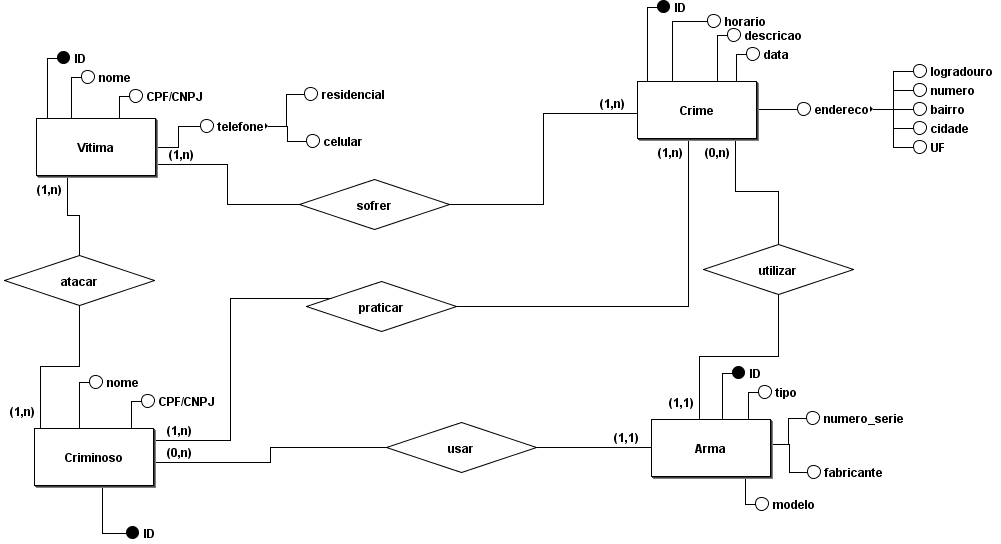 ID
horario
descricao
data
ID
nome
CPF/CNPJ
telefone
residencial
celular
Vitima
(1,n)
(1,n)
(1,n)
Crime
endereco
logradouro
numero
bairro
cidade
UF
(1,n)
(0,n)
sofrer
atacar
utilizar
praticar
ID
tipo
nome
CPF/CNPJ
(1,n)
(1,1)
numero_serie
(1,n)
(0,n)
Criminoso
usar
(1,1)
Arma
fabricante
modelo
ID